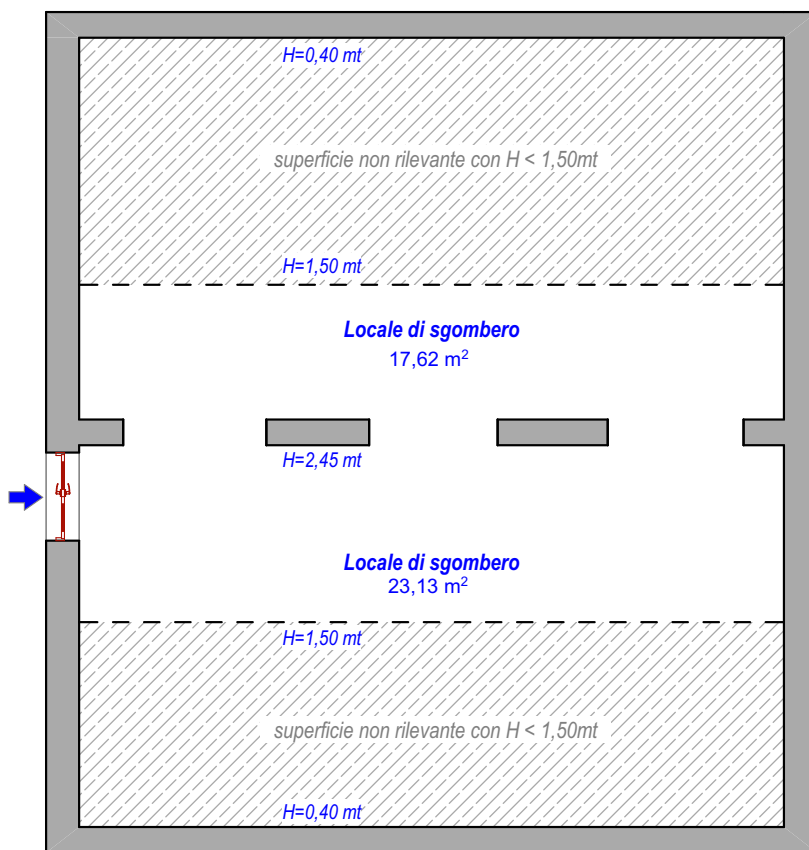 H=0,40 mt
superficie non rilevante con H < 1,50mt
H=1,50 mt
Locale di sgombero
17,62 m²
H=2,45 mt
Locale di sgombero
23,13 m²
H=1,50 mt
superficie non rilevante con H < 1,50mt
H=0,40 mt